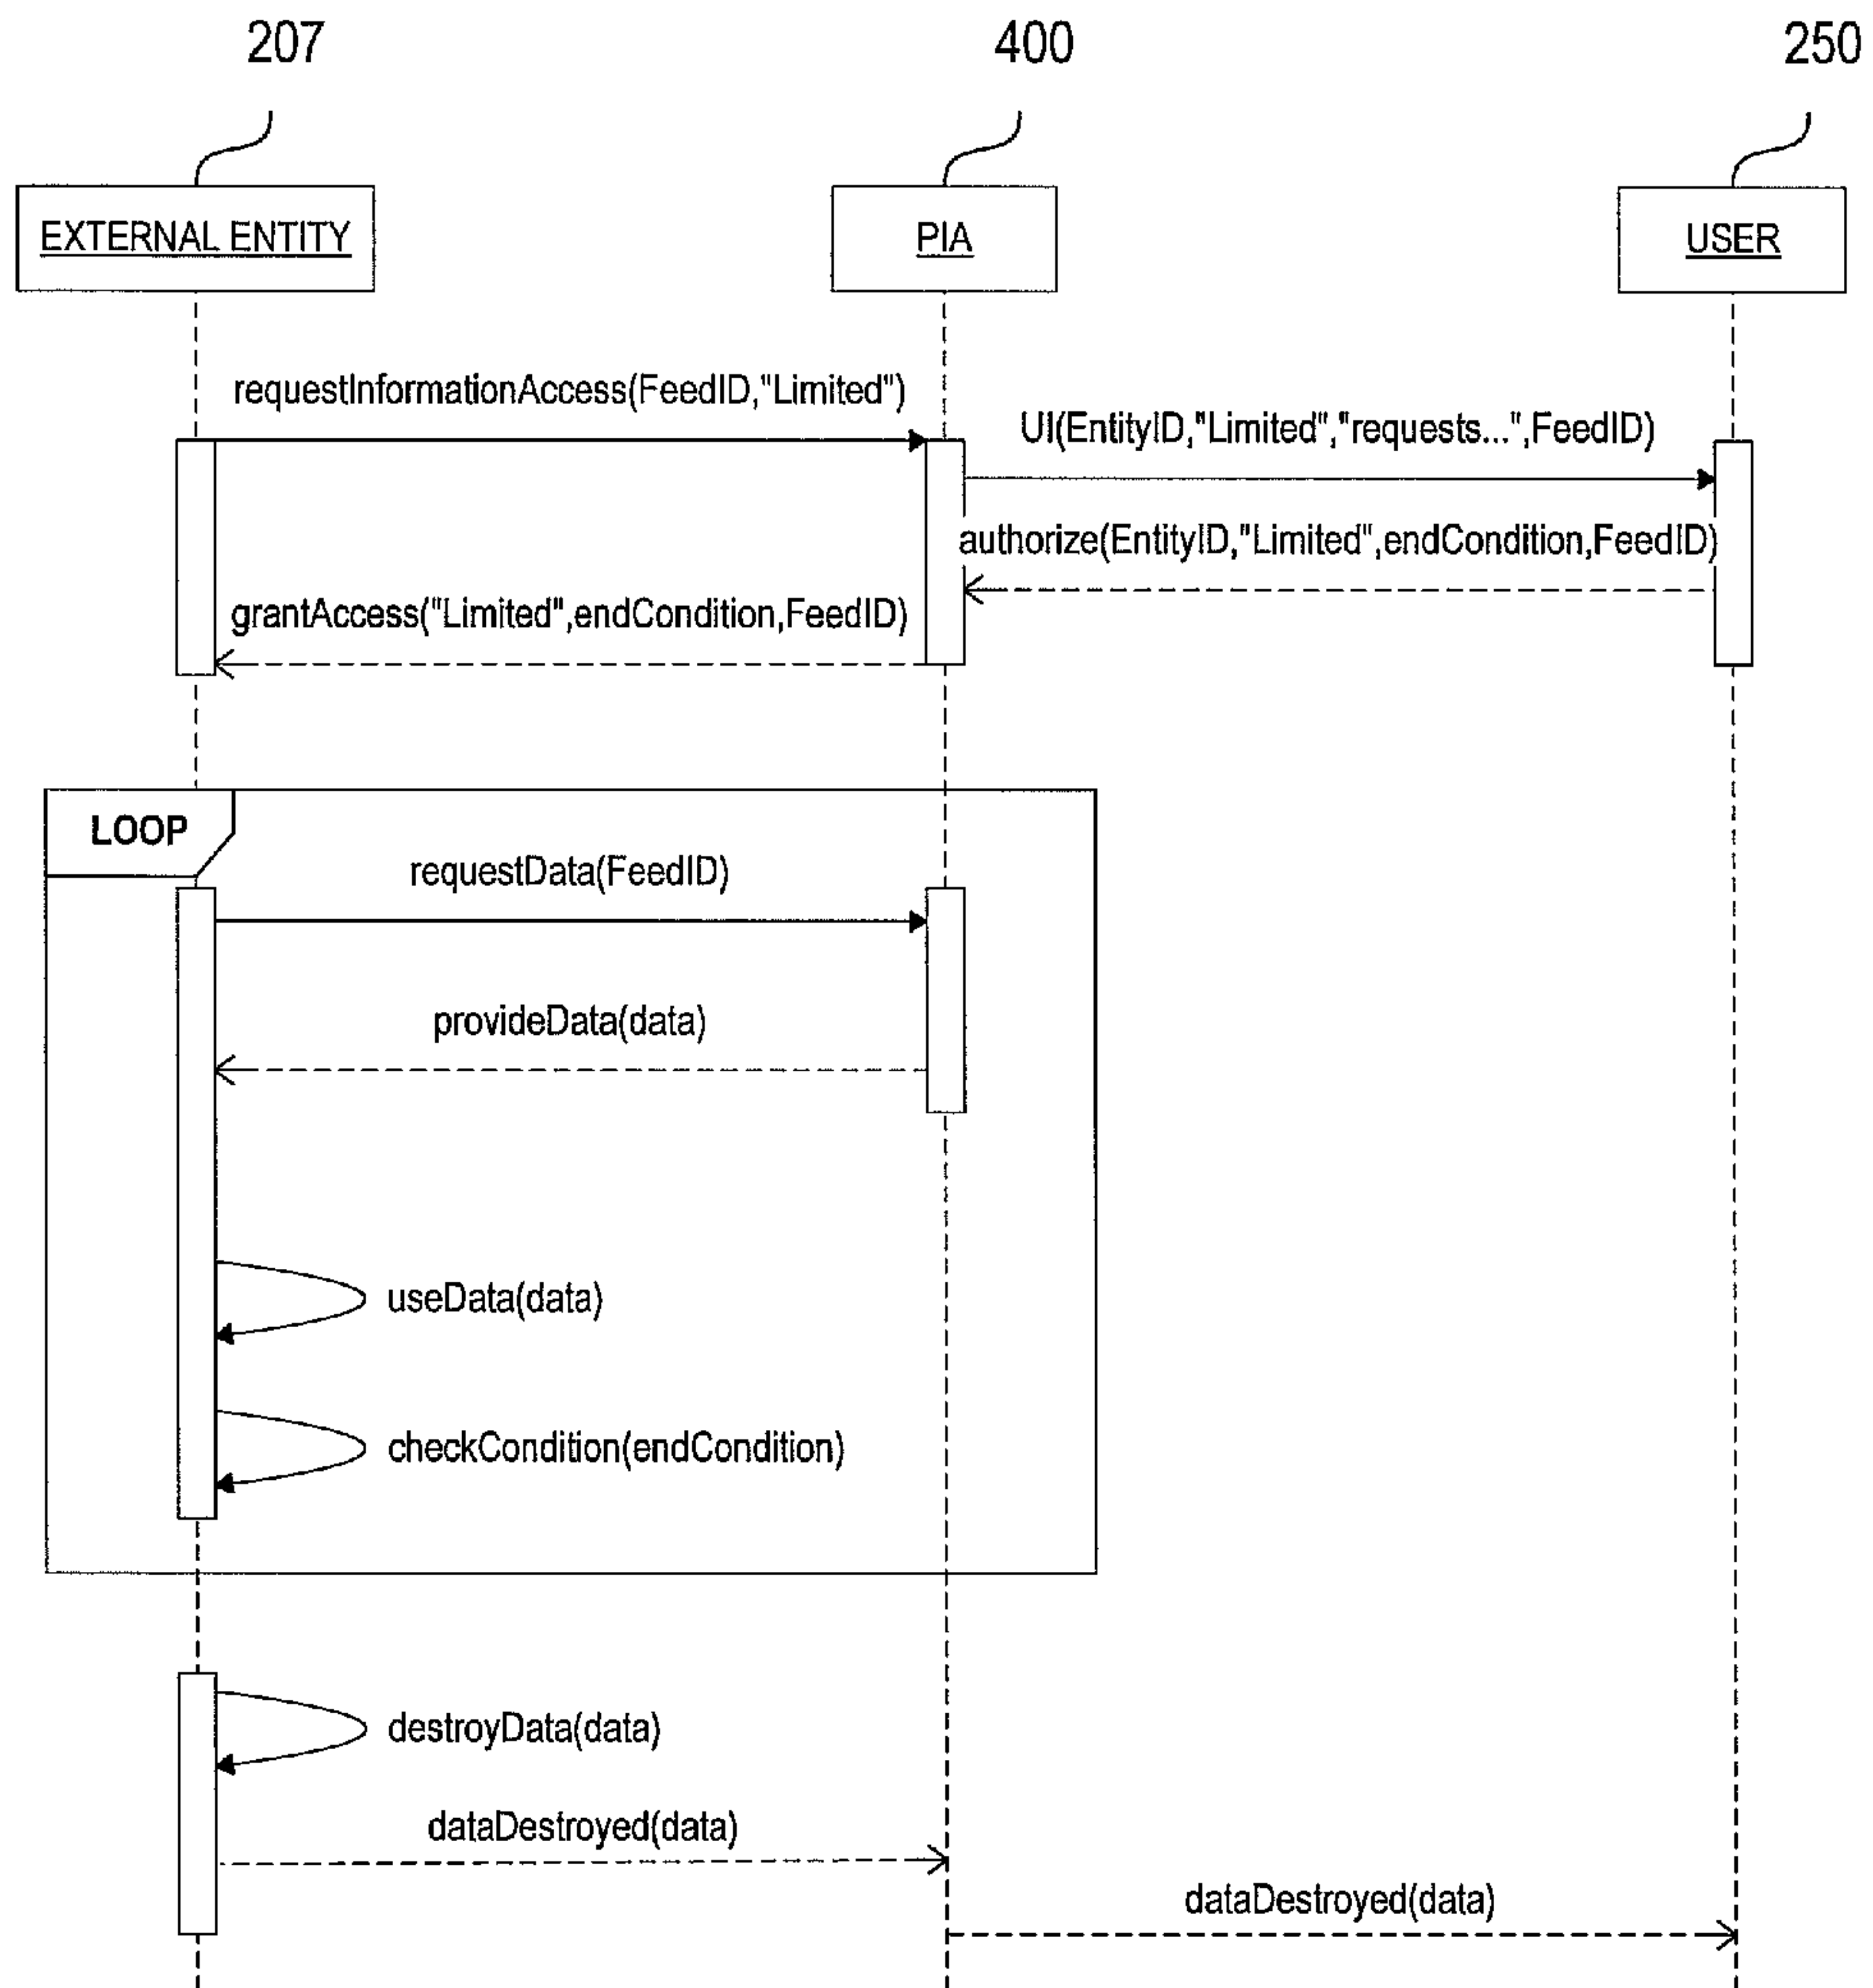 207
400
250
EXTERNAL ENTITY
PIA
USER
requestInformationAccess(FeedID,"Limited")
UI(EntityID,"Limited","requests...",FeedID)
authorize(EntityID,"Limited",endCondition,FeedID)
grantAccess("Limited",endCondition,FeedID)
LOOP
requestData(FeedID)
provideData(data)
useData(data)
checkCondition(endCondition)
destroyData(data)
dataDestroyed(data)
dataDestroyed(data)